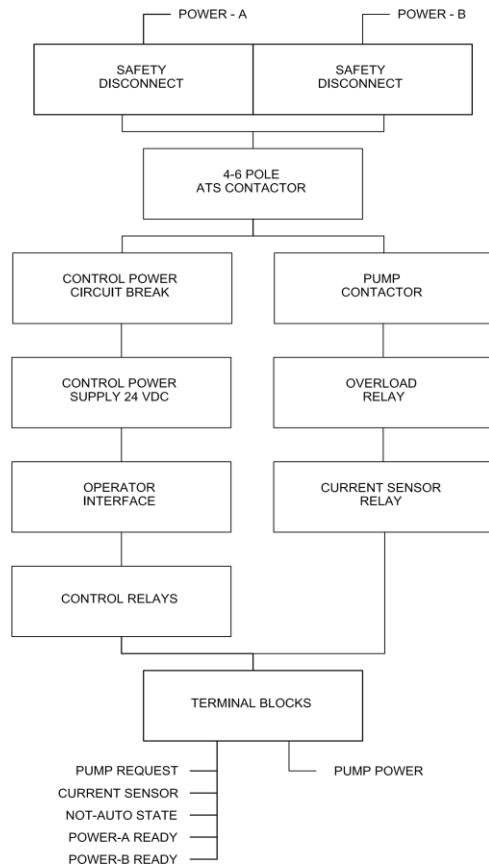 POWER - A
POWER - B
SAFETY
DISCONNECT
SAFETY
DISCONNECT
4-6 POLE
ATS CONTACTOR
CONTROL POWER
CIRCUIT BREAK
PUMP
CONTACTOR
CONTROL POWER
SUPPLY 24 VDC
OVERLOAD
RELAY
OPERATOR
INTERFACE
CURRENT SENSOR
RELAY
CONTROL RELAYS
TERMINAL BLOCKS
PUMP REQUEST
PUMP POWER
CURRENT SENSOR
NOT-AUTO STATE
POWER-A READY
POWER-B READY